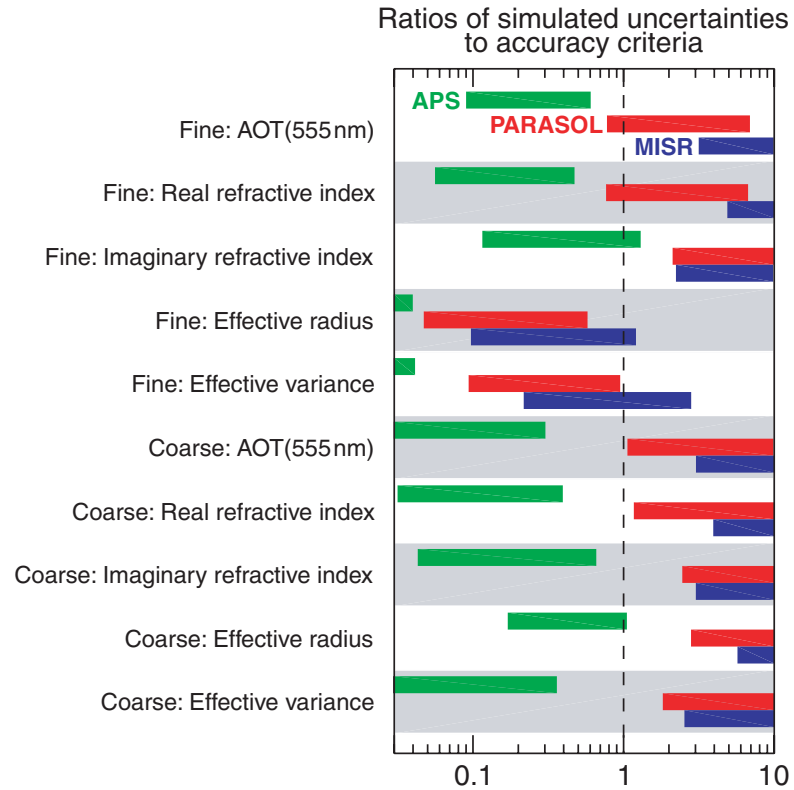 Ratios of simulated uncertainties
to accuracy criteria
APS
Fine: AOT(555nm)
PARASOL
MISR
Fine: Real refractive index
Fine: Imaginary refractive index
Fine: Effective radius
Fine: Effective variance
Coarse: AOT(555nm)
Coarse: Real refractive index
Coarse: Imaginary refractive index
Coarse: Effective radius
Coarse: Effective variance
0.1 1 10